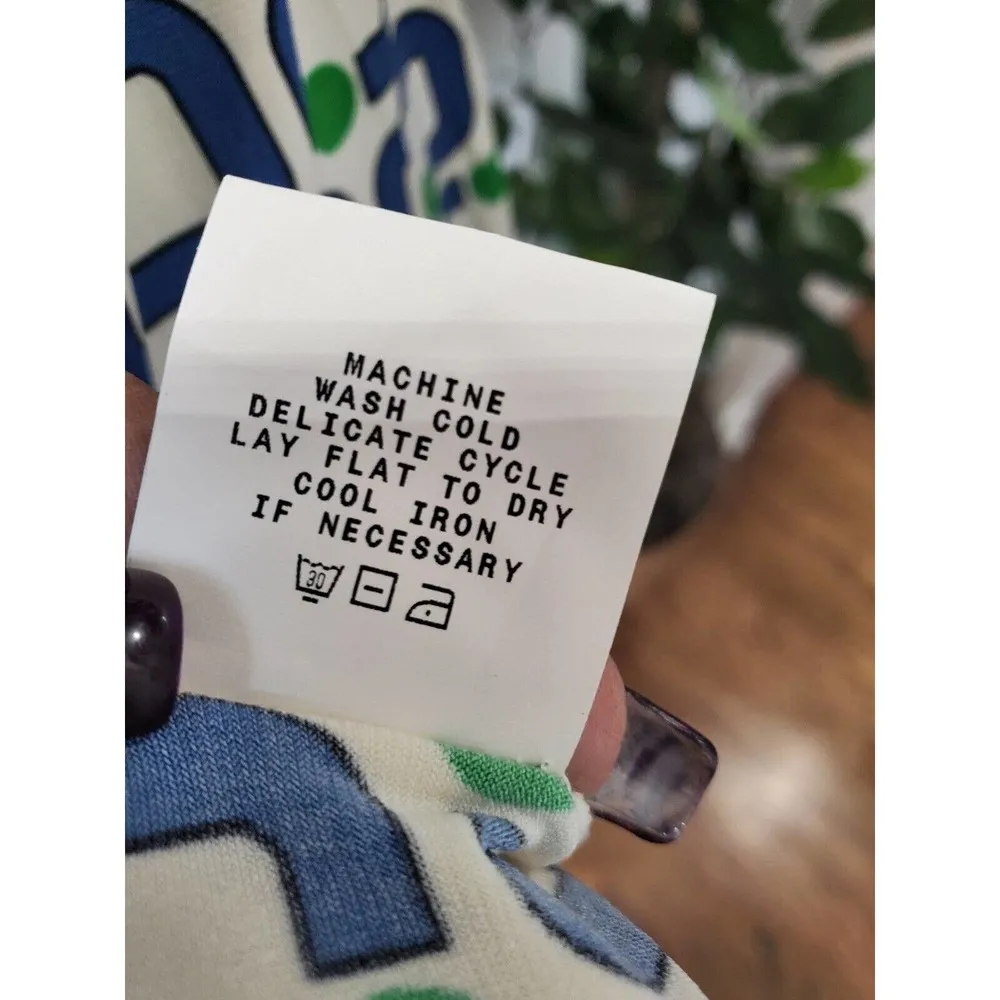 MACHINE
WASH COLD
DELICATE CYCLE
LAY FLAT TO DRY
COOL IRON
IF NECESSARY
30